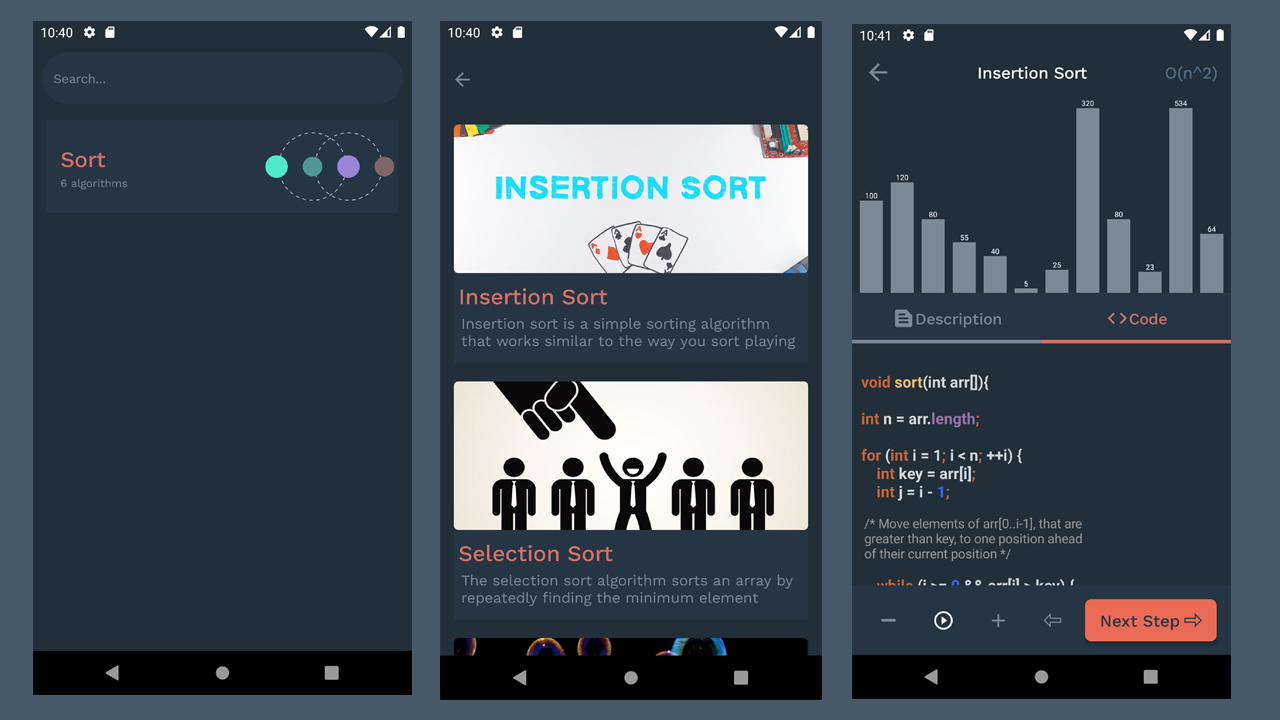 10:40
Search...
Sort
6 algorithms
10:40
INSERTION SORT
A
A
A
A
Insertion Sort
Insertion sort is a simple sorting algorithm
that works similar to the way you sort playing
Selection Sort
The selection sort algorithm sorts an array by
repeatedly finding the minimum element
10:41
Insertion Sort
O(n^2)
100
120
80
55
40
5
25
320
80
23
534
64
Description
<>Code
void sort(int arr[]){
int n = arr.length;
for (int i = 1; i < n; ++i) {
int key = arr[i];
int j = i - 1;
/* Move elements of arr[0..i-1], that are
greater than key, to one position ahead
of their current position */
while (j >= 0 && arr[j] > key) {
Next Step